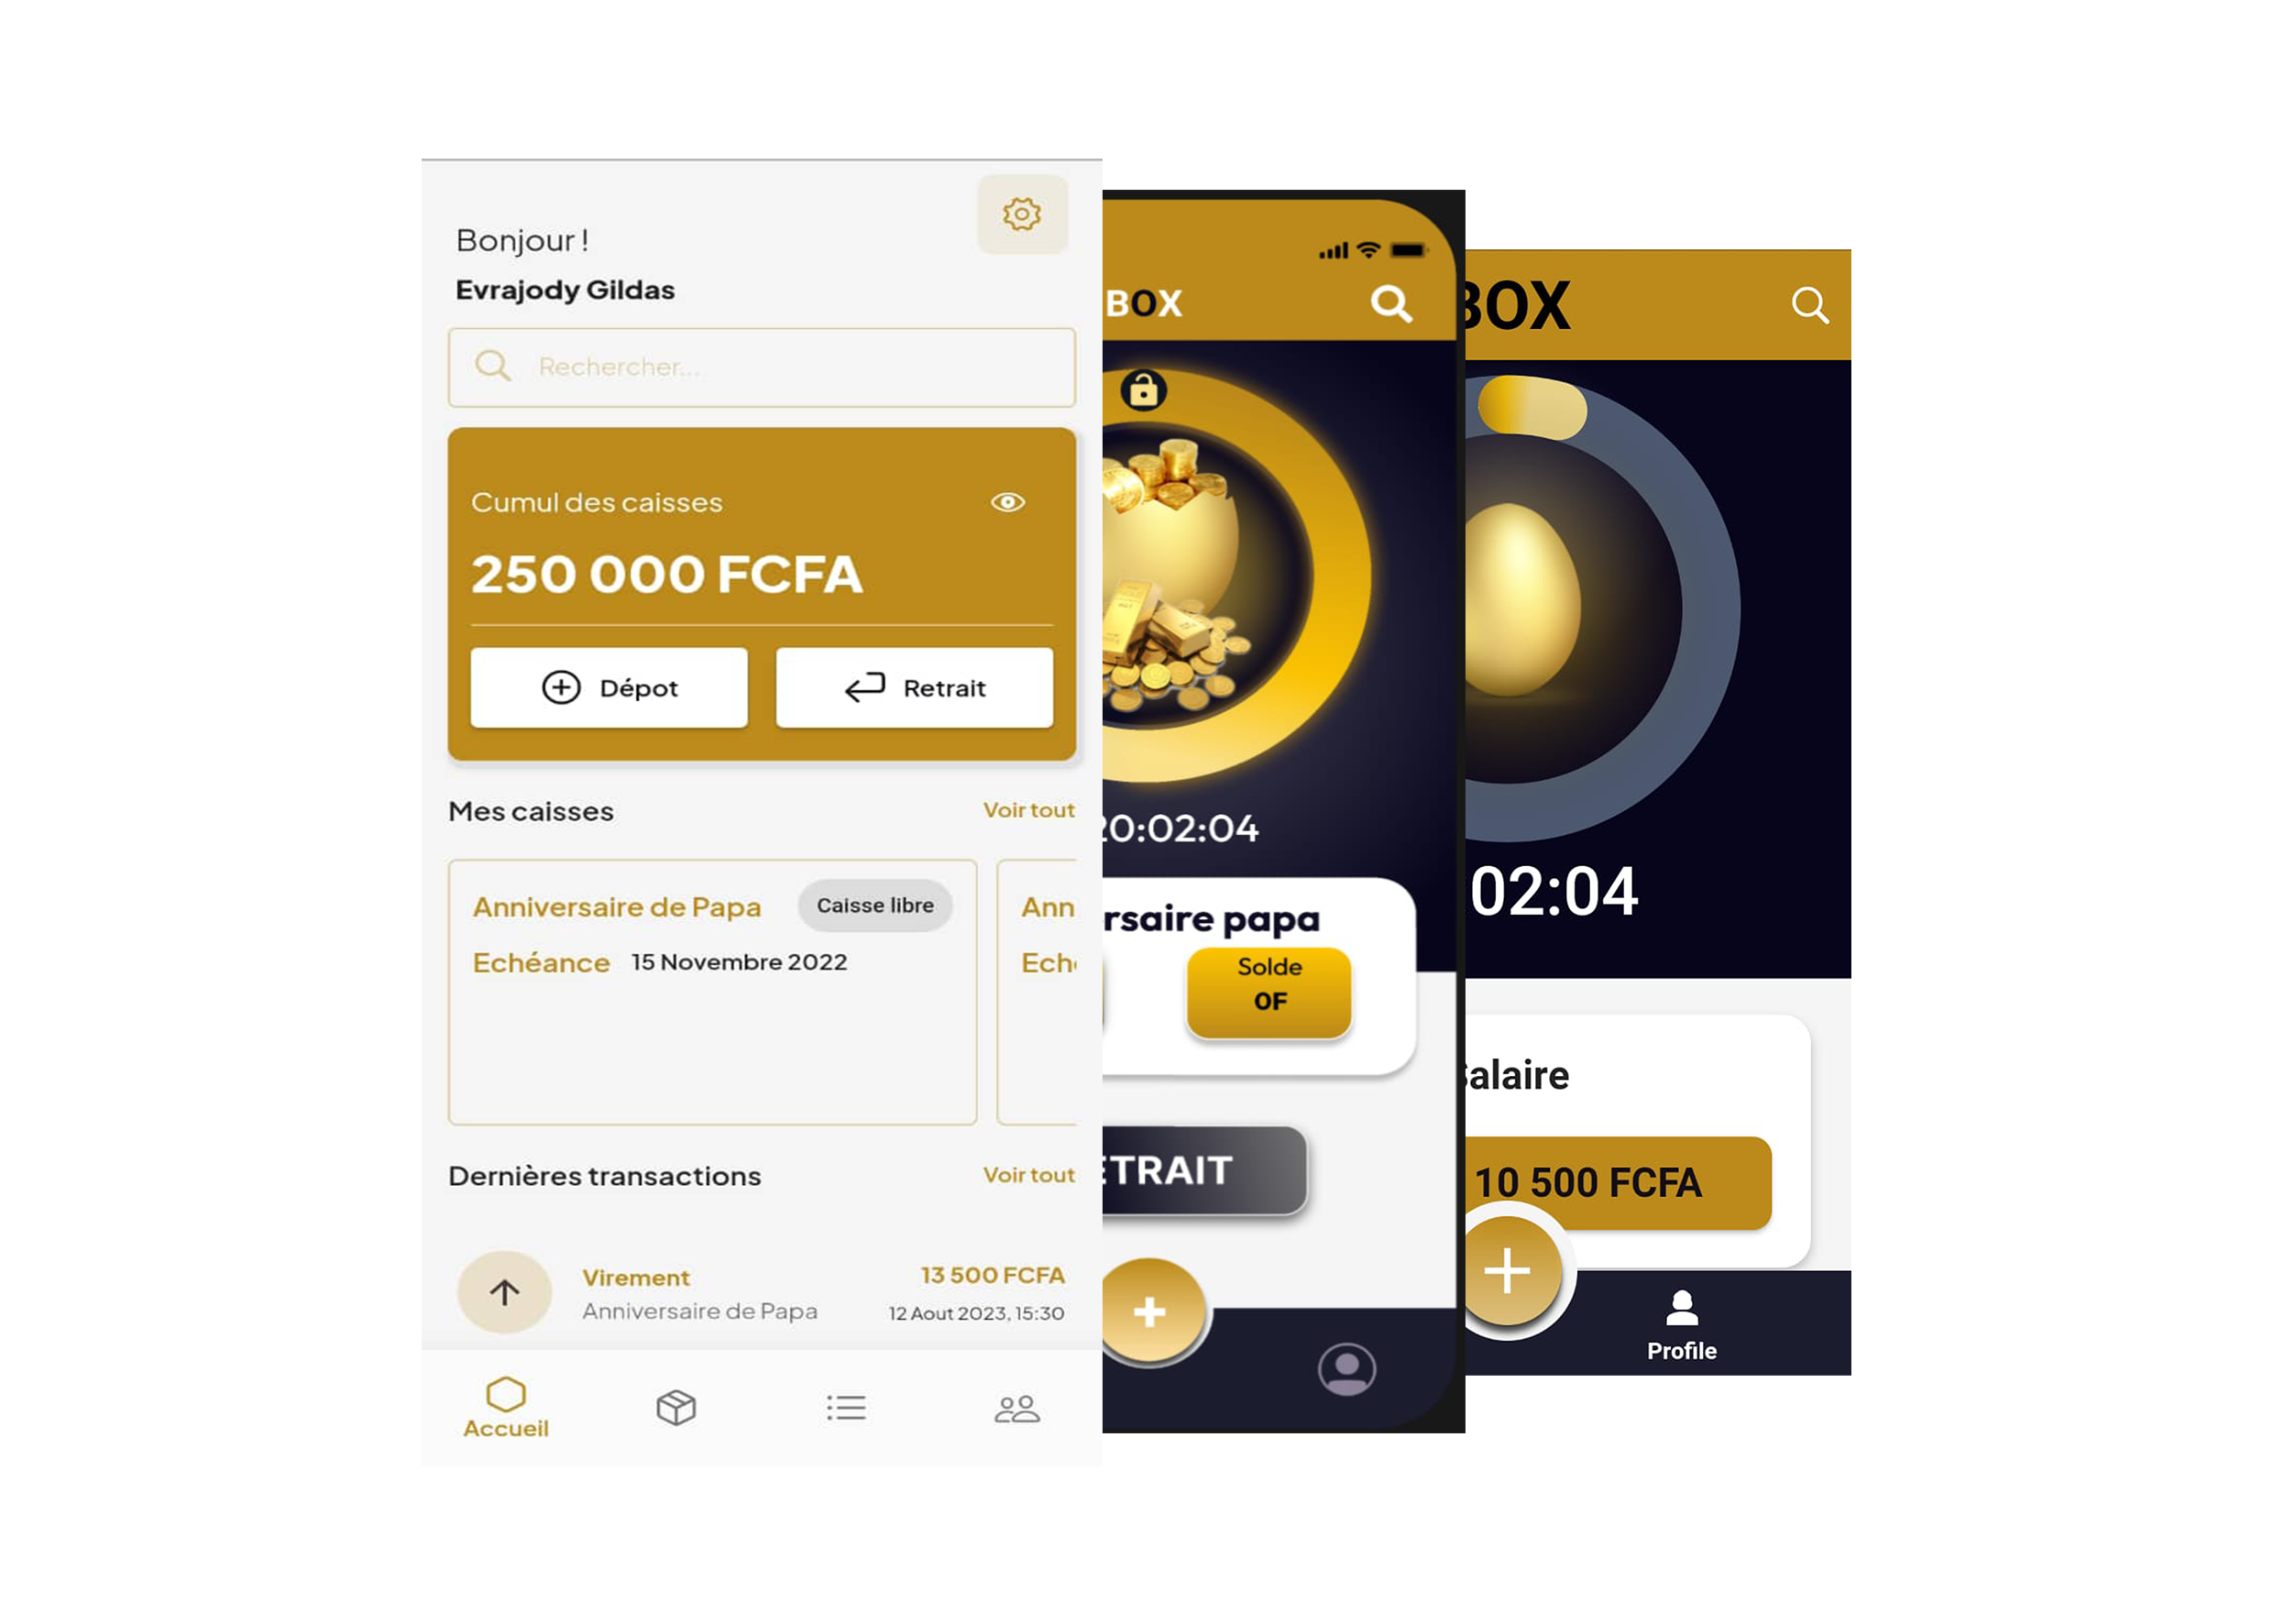 Bonjour !
Evrajody Gildas
Rechercher...
Cumul des caisses
250 000 FCFA
Dépot
Retrait
Mes caisses
Voir tout
Anniversaire de Papa
Caisse libre
Echéance 15 Novembre 2022
Ann
Ech
Dernières transactions
Voir tout
Virement
13 500 FCFA
Anniversaire de Papa
12 Aout 2023, 15:30
Accueil
BOX
20:02:04
rsaire papa
Solde
0F
ETRAIT
BOX
02:04
Salaire
10 500 FCFA
Profile